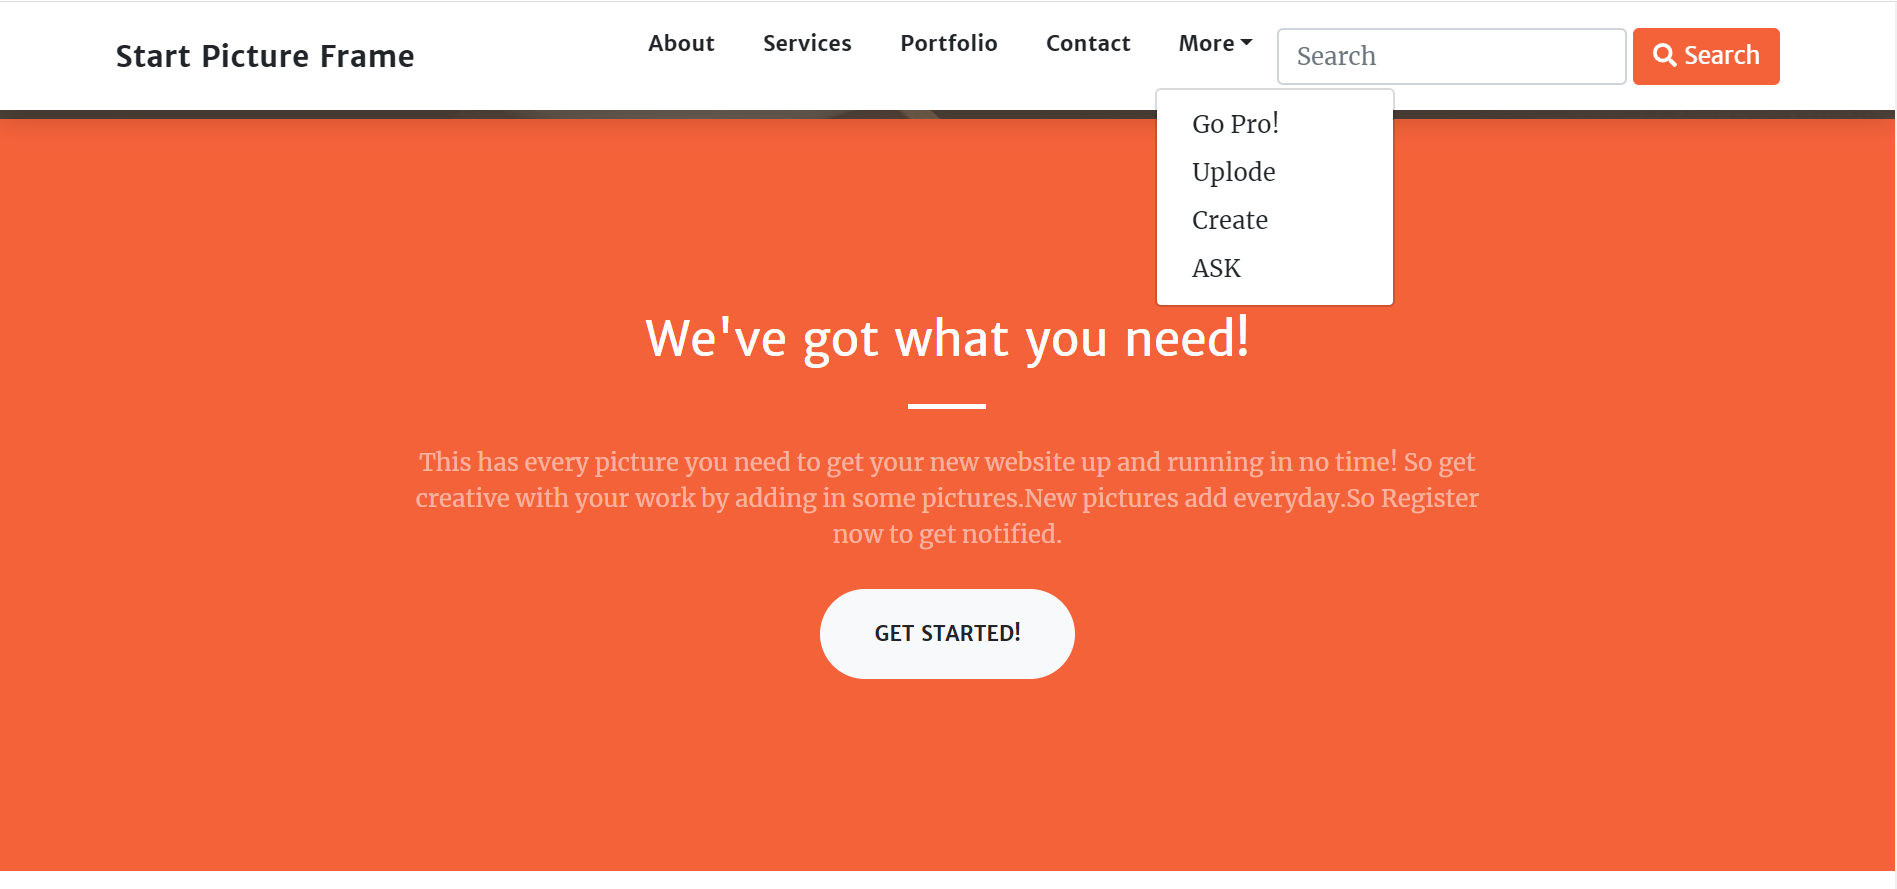 Start Picture Frame
About Services Portfolio Contact More Search Search
Go Pro!
Uplode
Create
ASK
We've got what you need!
This has every picture you need to get your new website up and running in no time! So get
creative with your work by adding in some pictures.New pictures add everyday.So Register
now to get notified.
GET STARTED!